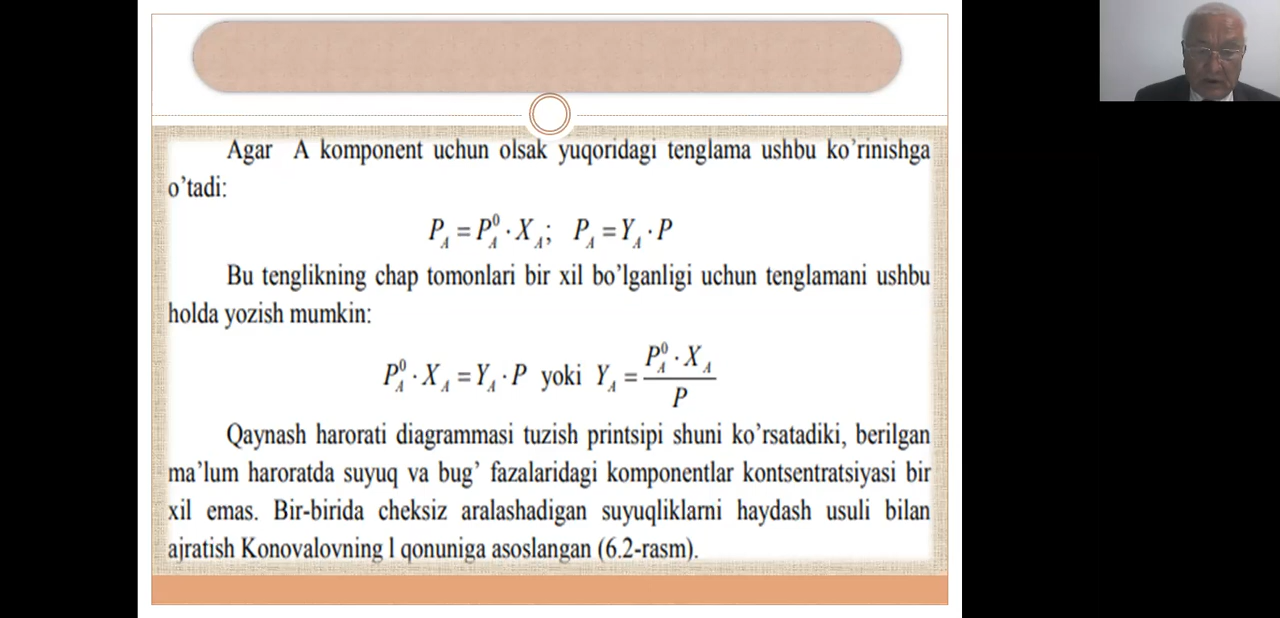 Agar A komponent uchun olsak yuqoridagi tenglama ushbu ko’rinishga
o’tadi:
P_A = P_A^0 · X_A; P_A = Y_A · P
Bu tenglikning chap tomonlari bir xil bo’lganligi uchun tenglamani ushbu
holda yozish mumkin:
P_A^0 · X_A = Y_A · P yoki Y_A = (P_A^0 · X_A) / P
Qaynash harorati diagrammasi tuzish printsipi shuni ko’rsatadiki, berilgan
ma’lum haroratda suyuq va bug’ fazalaridagi komponentlar kontsentratsiyasi bir
xil emas. Bir-birida cheksiz aralashadigan suyuqliklarni haydash usuli bilan
ajratish Konovalovning l qonuniga asoslangan (6.2-rasm).